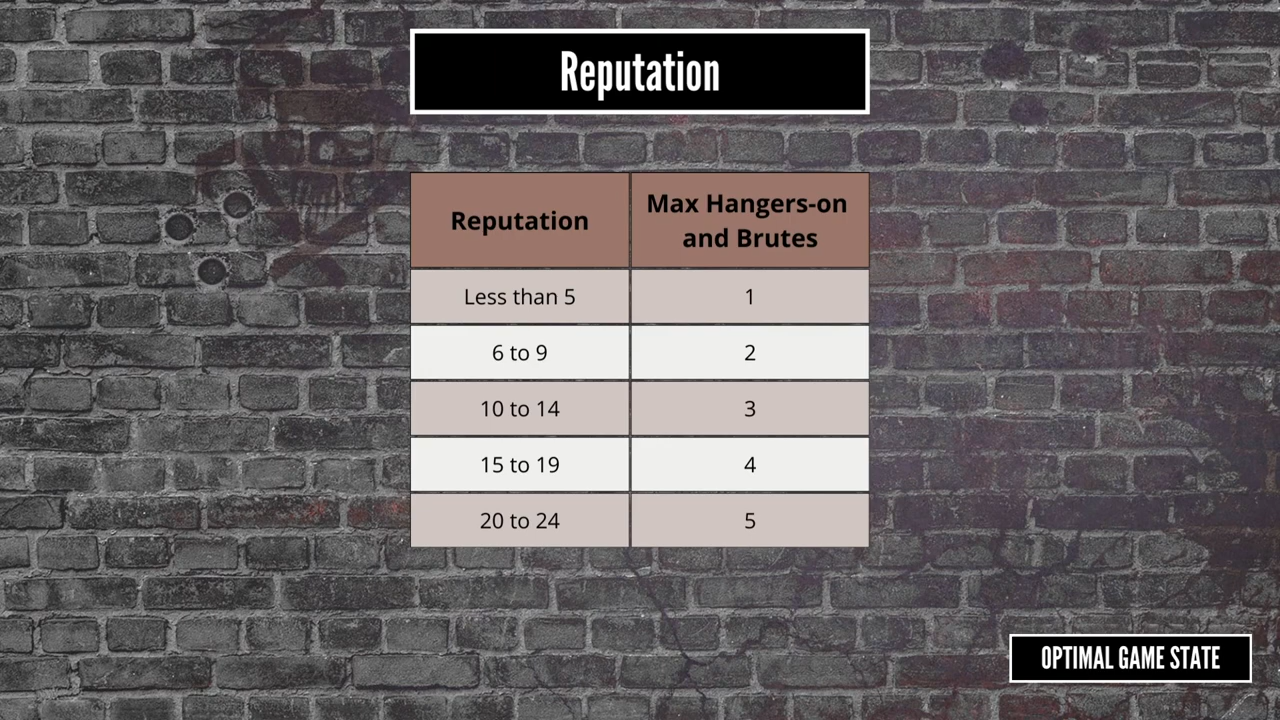 Reputation
Reputation
Max Hangers-on
and Brutes
Less than 5
1
6 to 9
2
10 to 14
3
15 to 19
4
20 to 24
5
OPTIMAL GAME STATE